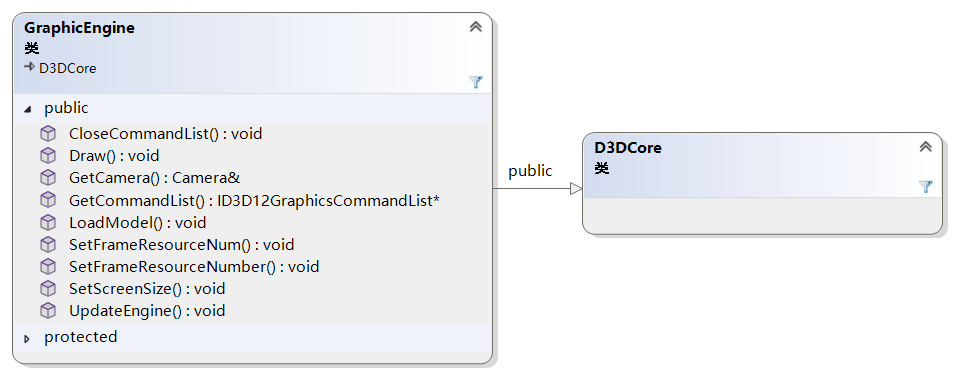 GraphicEngine
类
D3DCore
public
CloseCommandList() : void
Draw() : void
GetCamera() : Camera&
GetCommandList() : ID3D12GraphicsCommandList*
LoadModel() : void
SetFrameResourceNum() : void
SetFrameResourceNumber() : void
SetScreenSize() : void
UpdateEngine() : void
protected
public
D3DCore
类